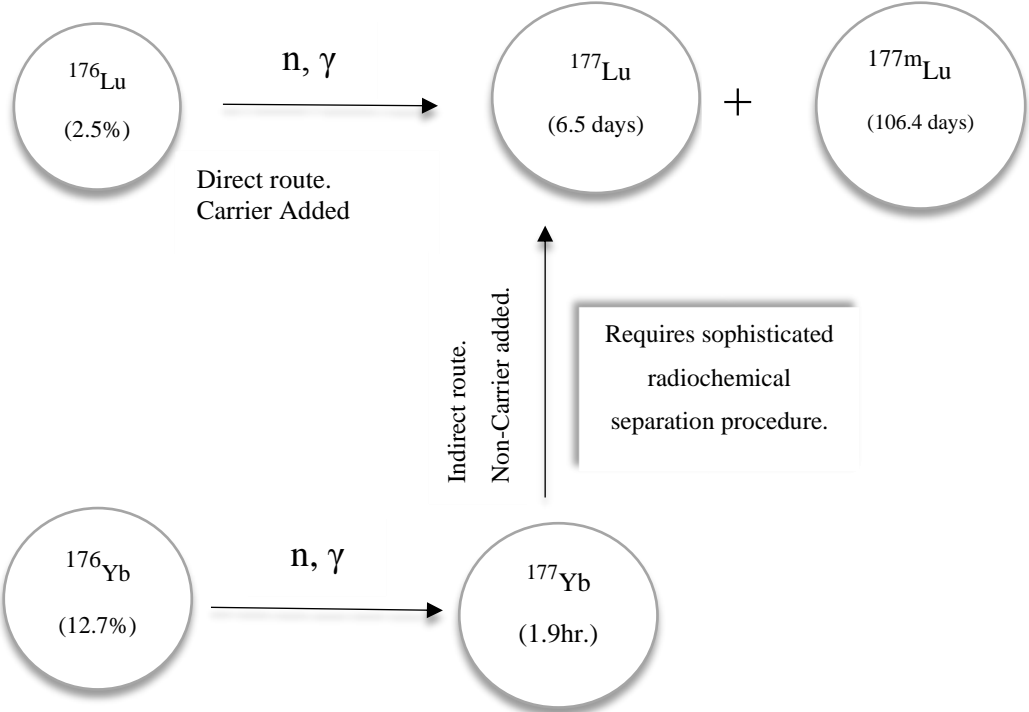 ¹⁷⁶Lu
(2.5%)
n, γ
Direct route.
Carrier Added
¹⁷⁷Lu
(6.5 days)
+
¹⁷⁷ᵐLu
(106.4 days)
Indirect route.
Non-Carrier added.
Requires sophisticated
radiochemical
separation procedure.
¹⁷⁶Yb
(12.7%)
n, γ
¹⁷⁷Yb
(1.9hr.)